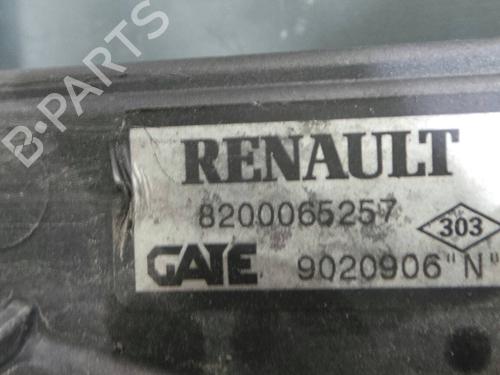 B-PARTS
RENAULT
8200065257
303
GATE 9020906 "N"